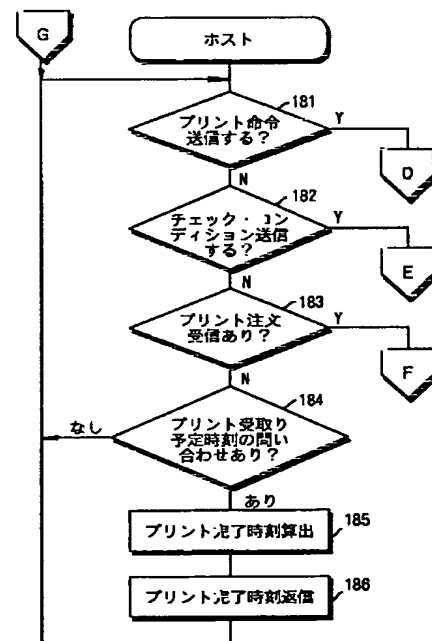 G
ホスト
181
プリント命令
送信する？
Y
D
N
182
チェック・コン
ディション送信
する？
Y
E
N
183
プリント注文
受信あり？
Y
F
N
184
プリント受取り
予定時刻の問い
合わせあり？
なし
あり
プリント完了時刻算出
185
プリント完了時刻返信
186